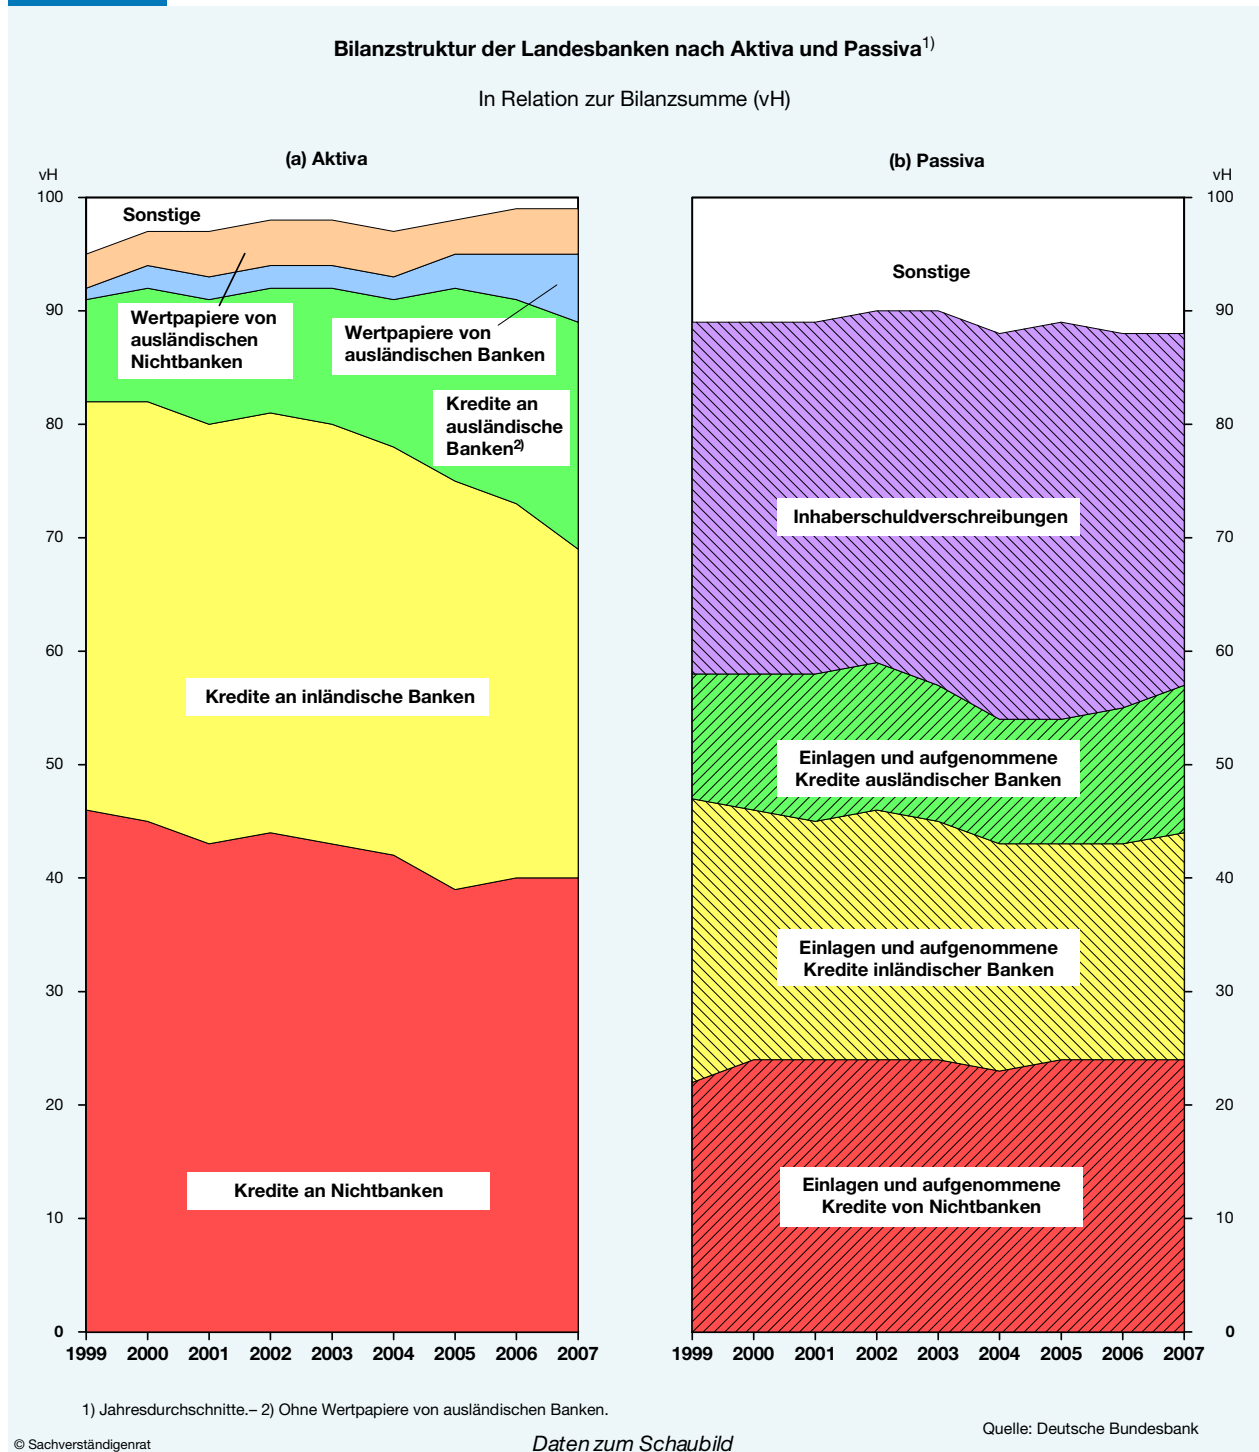 Bilanzstruktur der Landesbanken nach Aktiva und Passiva1)
In Relation zur Bilanzsumme (vH)
(a) Aktiva
vH
100
90
80
70
60
50
40
30
20
10
0
Sonstige
Wertpapiere von
ausländischen
Nichtbanken
Wertpapiere von
ausländischen Banken
Kredite an
ausländische
Banken2)
Kredite an inländische Banken
Kredite an Nichtbanken
1999 2000 2001 2002 2003 2004 2005 2006 2007
(b) Passiva
vH
100
90
80
70
60
50
40
30
20
10
0
Sonstige
Inhaberschuldverschreibungen
Einlagen und aufgenommene
Kredite ausländischer Banken
Einlagen und aufgenommene
Kredite inländischer Banken
Einlagen und aufgenommene
Kredite von Nichtbanken
1999 2000 2001 2002 2003 2004 2005 2006 2007
1) Jahresdurchschnitte.– 2) Ohne Wertpapiere von ausländischen Banken.
Quelle: Deutsche Bundesbank
© Sachverständigenrat
Daten zum Schaubild